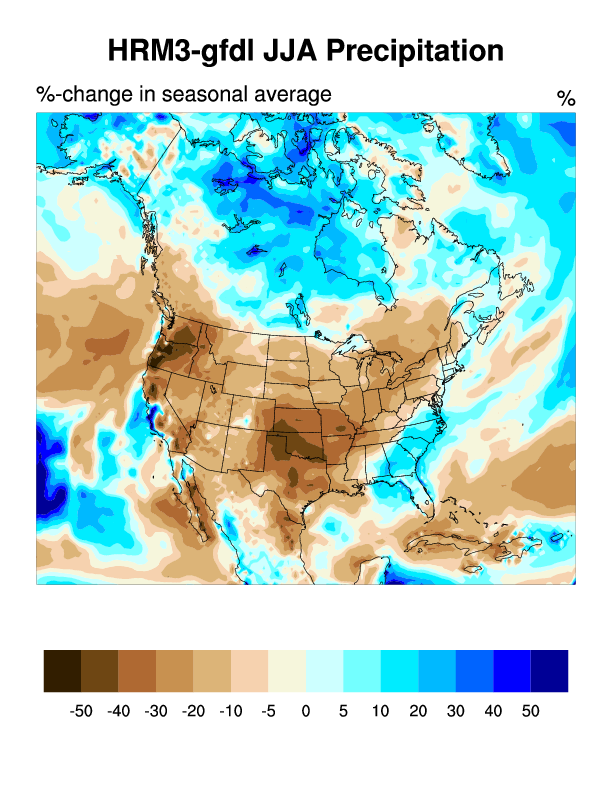 HRM3-gfdl JJA Precipitation
%-change in seasonal average %
-50 -40 -30 -20 -10 -5 0 5 10 20 30 40 50